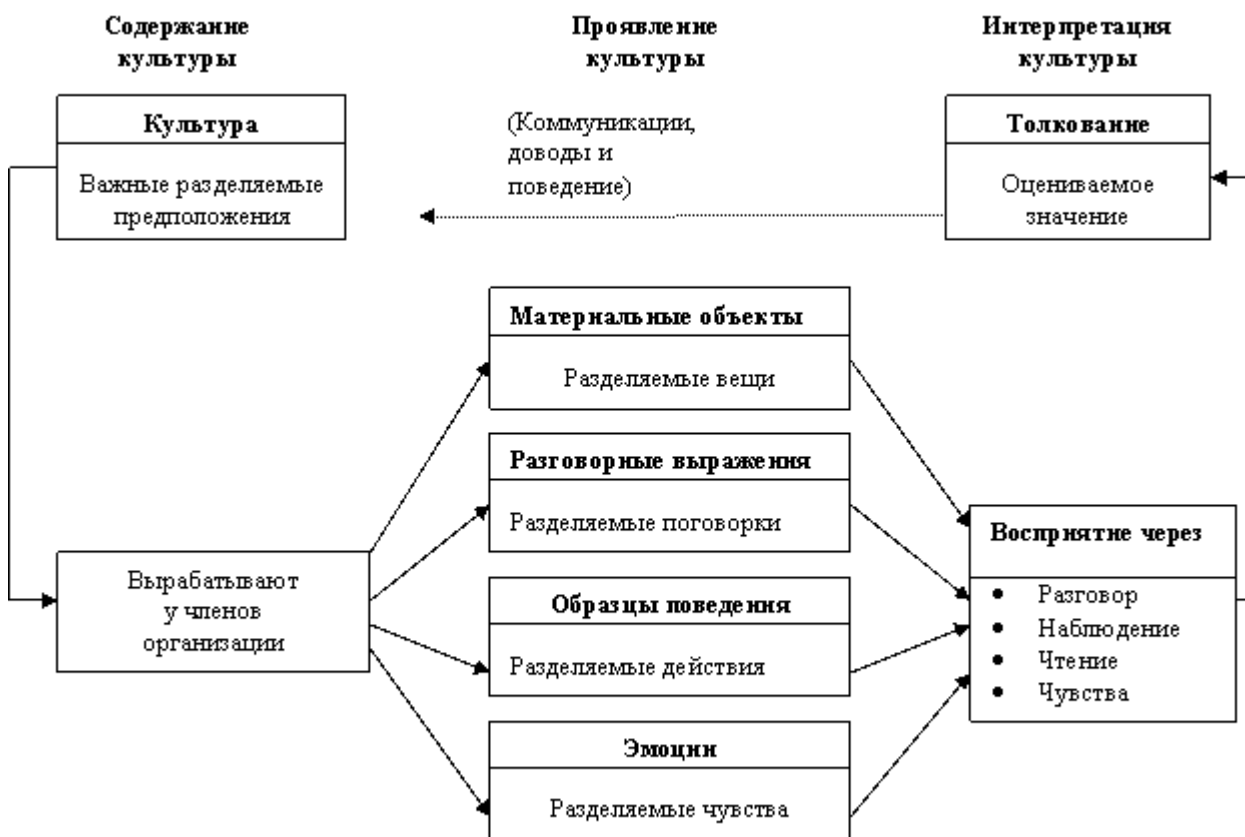 Содержание
культуры
Проявление
культуры
Интерпретация
культуры
Культура
Важные разделяемые
предположения
(Коммуникации,
доводы и
поведение)
Толкование
Оцениваемое
значение
Материальные объекты
Разделяемые вещи
Разговорные выражения
Разделяемые поговорки
Вырабатывают
у членов
организации
Образцы поведения
Разделяемые действия
Эмоции
Разделяемые чувства
Восприятие через
• Разговор
• Наблюдение
• Чтение
• Чувства